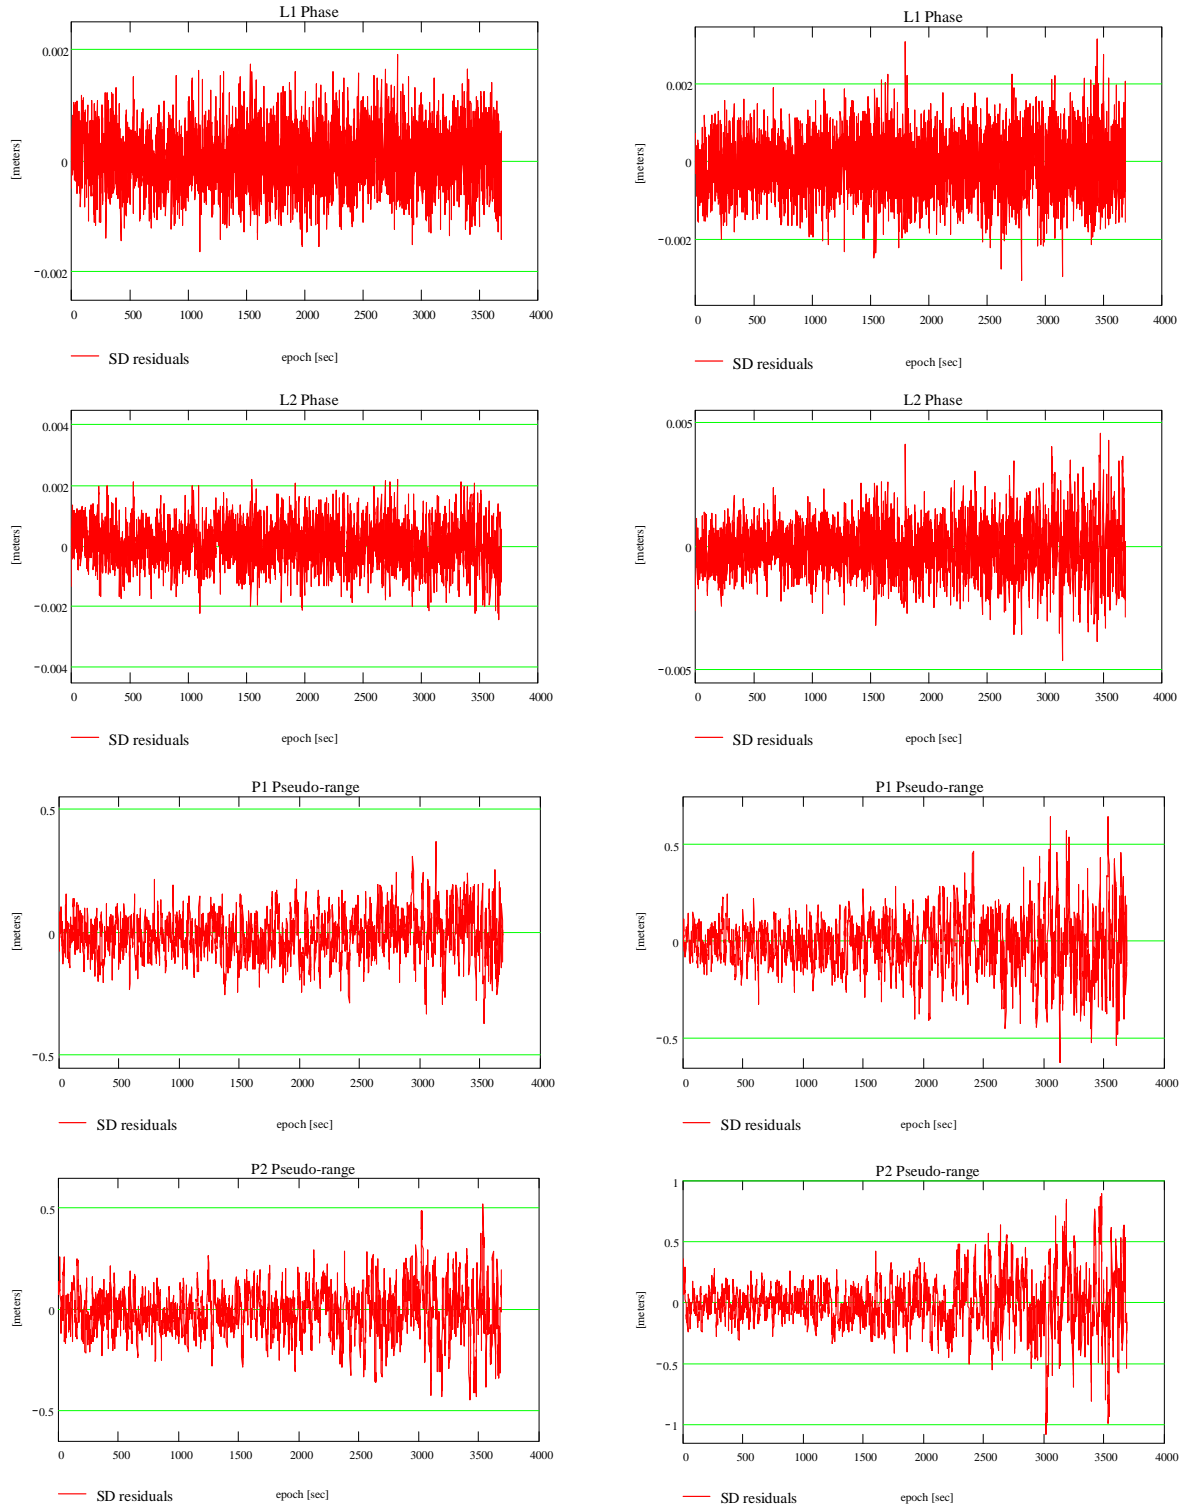 L1 Phase
0.002
0
−0.002
[meters]
0 500 1000 1500 2000 2500 3000 3500 4000
SD residuals
epoch [sec]
L1 Phase
0.002
0
−0.002
[meters]
0 500 1000 1500 2000 2500 3000 3500 4000
SD residuals
epoch [sec]
L2 Phase
0.004
0.002
0
−0.002
−0.004
[meters]
0 500 1000 1500 2000 2500 3000 3500 4000
SD residuals
epoch [sec]
L2 Phase
0.005
0
−0.005
[meters]
0 500 1000 1500 2000 2500 3000 3500 4000
SD residuals
epoch [sec]
P1 Pseudo-range
0.5
0
−0.5
[meters]
0 500 1000 1500 2000 2500 3000 3500 4000
SD residuals
epoch [sec]
P1 Pseudo-range
0.5
0
−0.5
[meters]
0 500 1000 1500 2000 2500 3000 3500 4000
SD residuals
epoch [sec]
P2 Pseudo-range
0.5
0
−0.5
[meters]
0 500 1000 1500 2000 2500 3000 3500 4000
SD residuals
epoch [sec]
P2 Pseudo-range
1
0.5
0
−0.5
−1
[meters]
0 500 1000 1500 2000 2500 3000 3500 4000
SD residuals
epoch [sec]